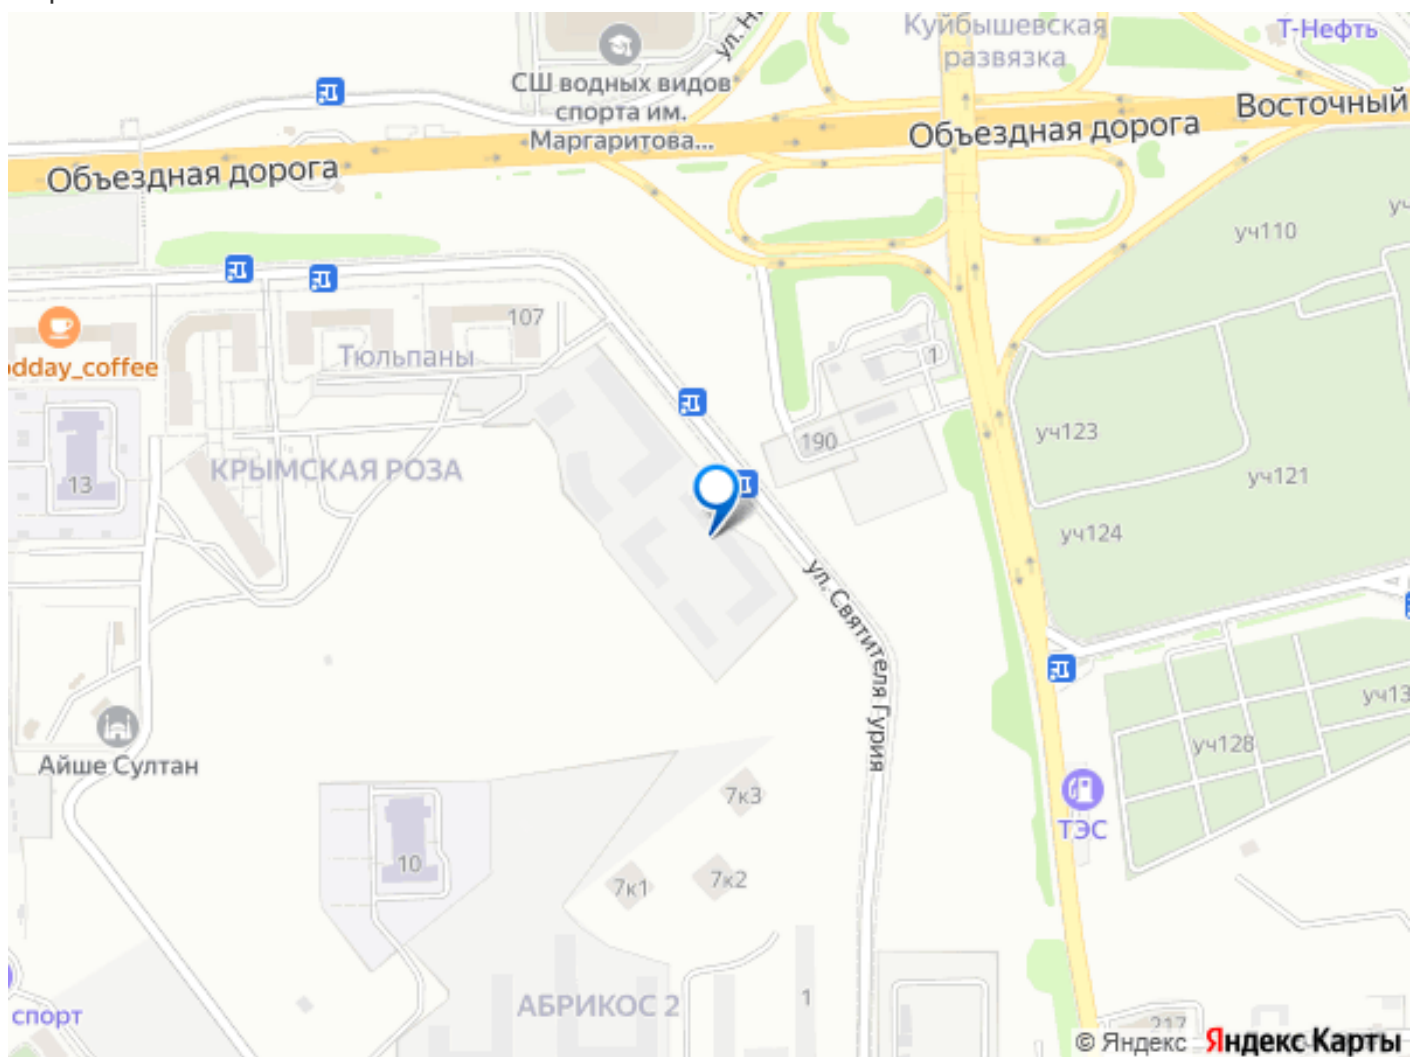 Куйбышевская
развязка
Т-Нефть
СШ водных видов
спорта им.
Маргаритова...
Восточный
Объездная дорога
Объездная дорога
уч110
107
Тюльпаны
1
dday_coffee
190
уч123
КРЫМСКАЯ РОЗА
13
уч121
уч124
ул. Святителя Гурия
уч13
уч128
Айше Султан
7к3
ТЭС
10
7к1
7к2
АБРИКОС 2
1
спорт
217
© Яндекс Яндекс Карты